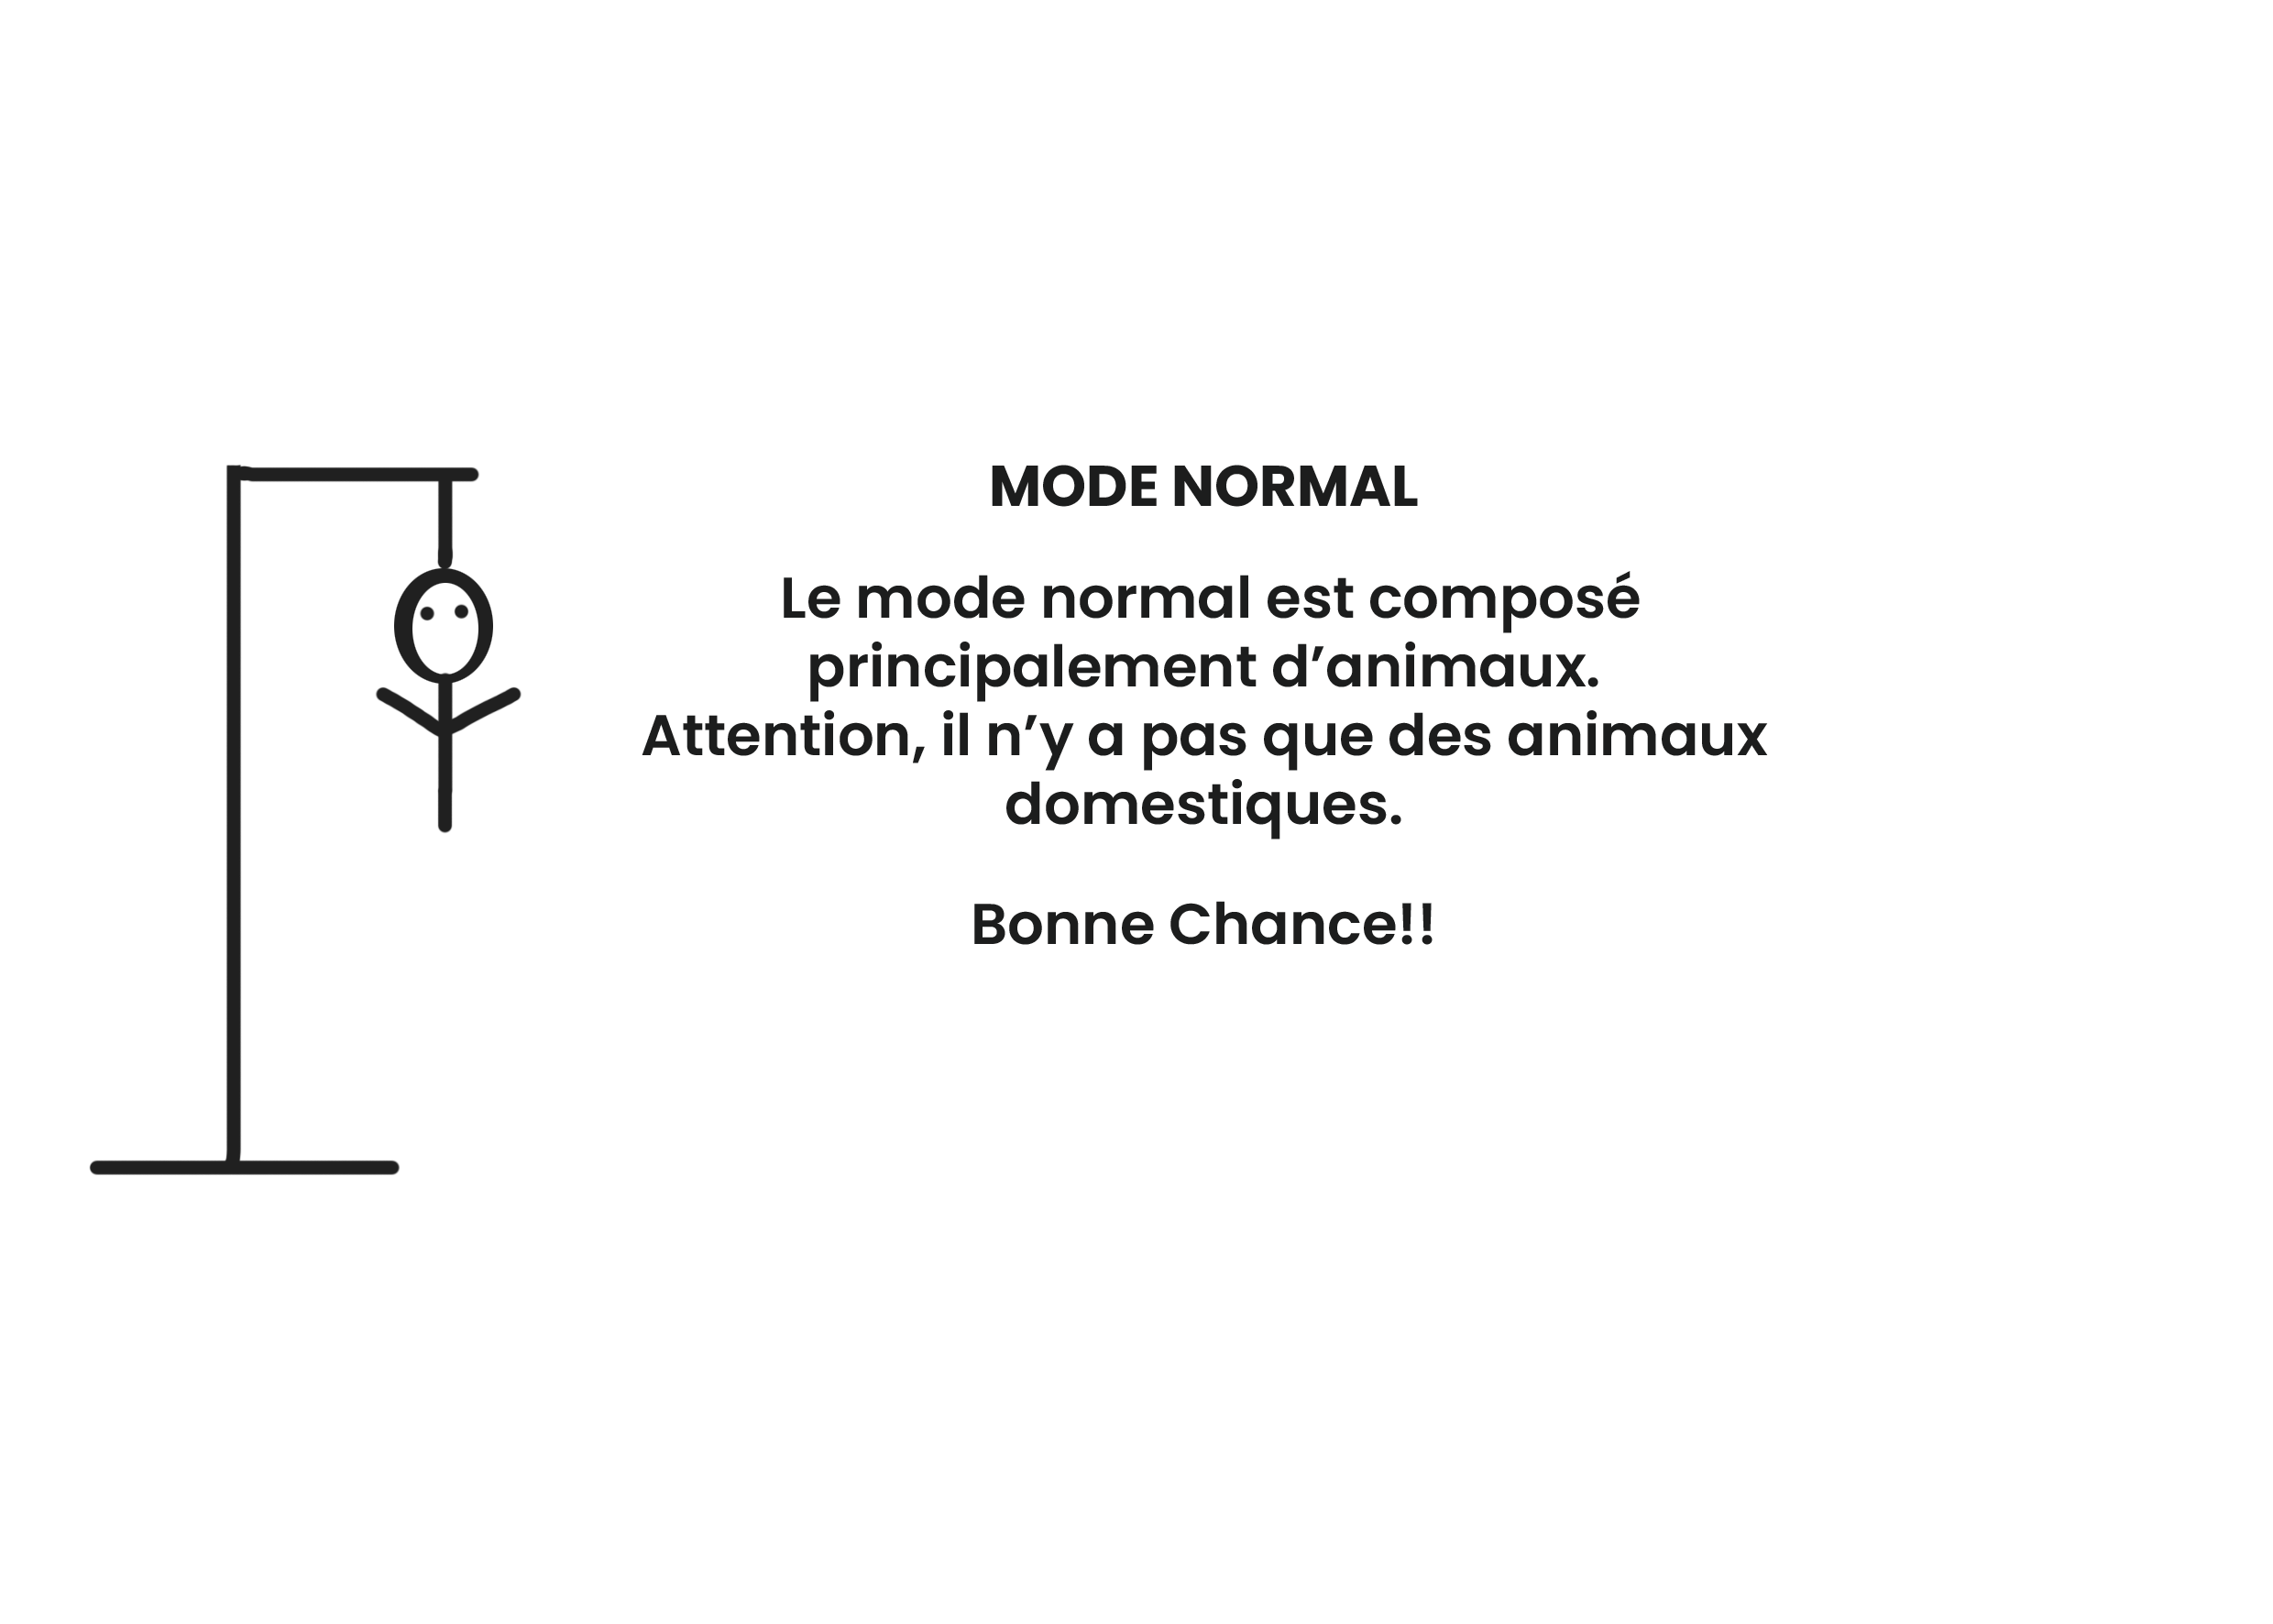 MODE NORMAL
Le mode normal est composé
principalement d’animaux.
Attention, il n’y a pas que des animaux
domestiques.
Bonne Chance!!